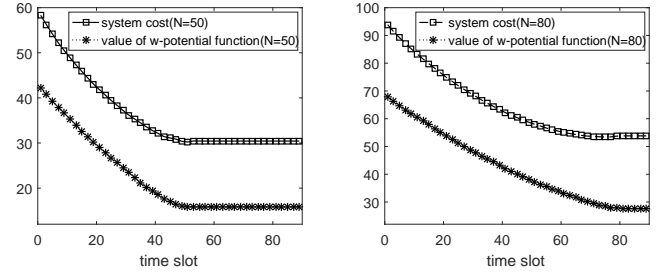 60
50
40
30
20
0 20 40 60 80
time slot
system cost(N=50)
value of w-potential function(N=50)
100
90
80
70
60
50
40
30
0 20 40 60 80
time slot
system cost(N=80)
value of w-potential function(N=80)